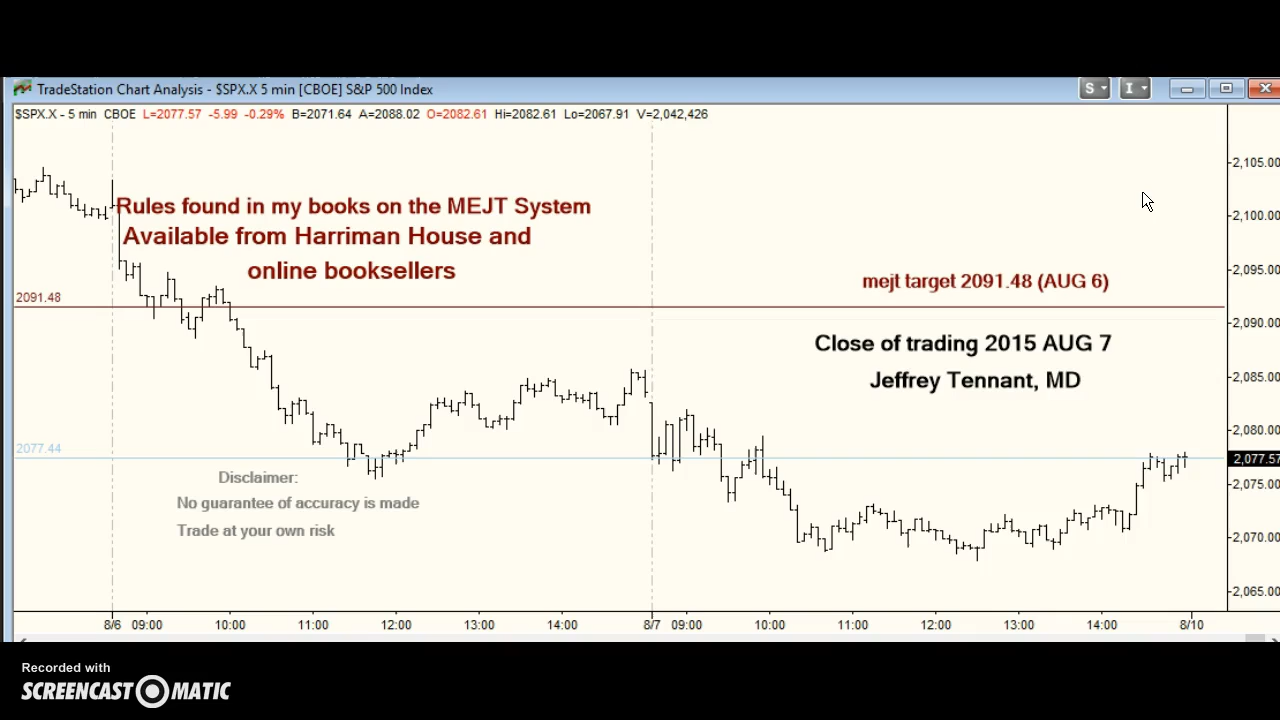 TradeStation Chart Analysis - $SPX.X 5 min [CBOE] S&P 500 Index
S I
$SPX.X - 5 min CBOE L=2077.57 -5.99 -0.29% B=2071.64 A=2088.02 O=2082.61 Hi=2082.61 Lo=2067.91 V=2,042,426
2,105.00
Rules found in my books on the MEJT System
2,100.00
Available from Harriman House and
online booksellers
2,095.00
mejt target 2091.48 (AUG 6)
2091.48
2,090.00
Close of trading 2015 AUG 7
Jeffrey Tennant, MD
2,085.00
2,080.00
2077.44
2,077.57
Disclaimer:
2,075.00
No guarantee of accuracy is made
Trade at your own risk
2,070.00
2,065.00
8/6 09:00 10:00 11:00 12:00 13:00 14:00 8/7 09:00 10:00 11:00 12:00 13:00 14:00 8/10
Recorded with
SCREENCAST MATIC